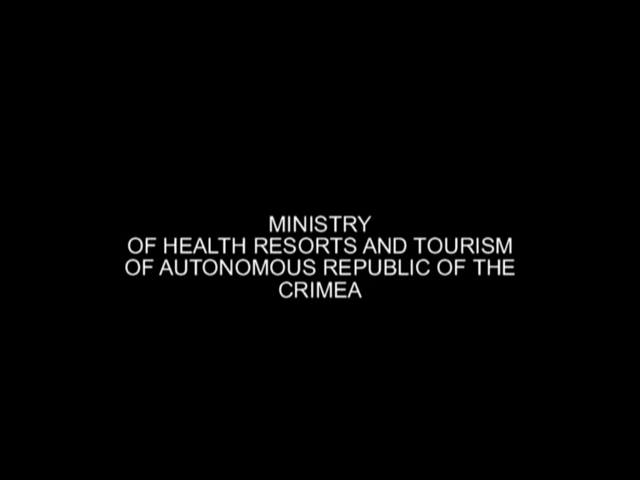 MINISTRY
OF HEALTH RESORTS AND TOURISM
OF AUTONOMOUS REPUBLIC OF THE
CRIMEA